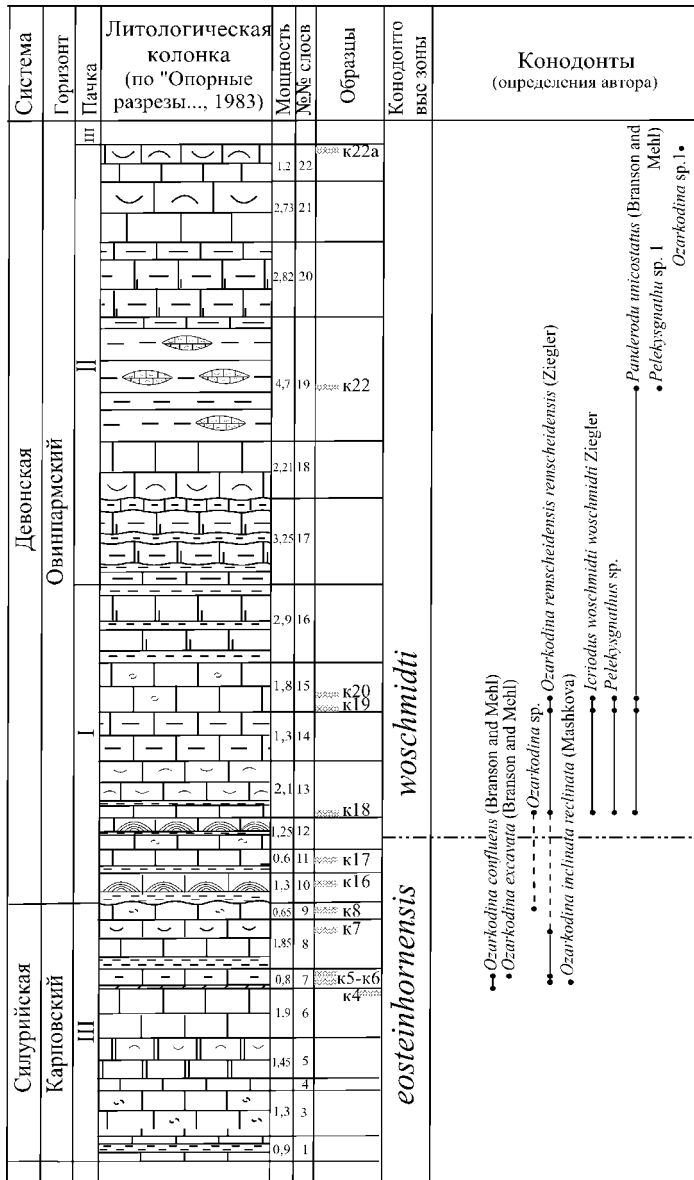 Система
Горизонт
Пачка
Литологическая
колонка
(по "Опорные
разрезы..., 1983)
Мощность
№№ слоев
Образцы
Конодонто
вые зоны
Конодонты
(определения автора)
Девонская
Силурийская
Овинпармский
Карповский
III
II
I
III
1,2 22
2,73 21
2,82 20
4,7 19
2,21 18
3,25 17
2,9 16
1,8 15
1,3 14
2,1 13
1,25 12
0,6 11
1,3 10
0,65 9
1,85 8
0,8 7
1,9 6
1,45 5
4
1,3 3
0,9 1
к22а
к22
к20
к19
к18
к17
к16
к8
к7
к5-к6
к4
woschmidti
eosteinhornensis
Ozarkodina confluens (Branson and Mehl)
Ozarkodina excavata (Branson and Mehl)
Ozarkodina sp.
Ozarkodina remscheidensis remscheidensis (Ziegler)
Ozarkodina inclinata reclinata (Mashkova)
Icriodus woschmidti woschmidti Ziegler
Pelekysgnathus sp.
Panderodu unicostatus (Branson and
Mehl)
Pelekysgnathu sp. 1
Ozarkodina sp.1